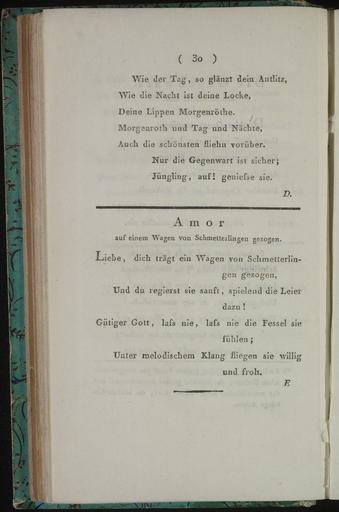 ( 30 )
Wie der Tag, so glänzt dein Antlitz,
Wie die Nacht ist deine Locke,
Deine Lippen Morgenröthe.
Morgenroth und Tag und Nächte,
Auch die schönsten fliehn vorüber.
Nur die Gegenwart ist sicher;
Jüngling, auf! genieſse sie.
D.
Amor
auf einem Wagen von Schmetterlingen gezogen.
Liebe, dich trägt ein Wagen von Schmetterlin-
gen gezogen,
Und du regierst sie sanft, spielend die Leier
dazu!
Gütiger Gott, laſs nie, laſs nie die Fessel sie
fühlen;
Unter melodischem Klang fliegen sie willig
und froh.
E